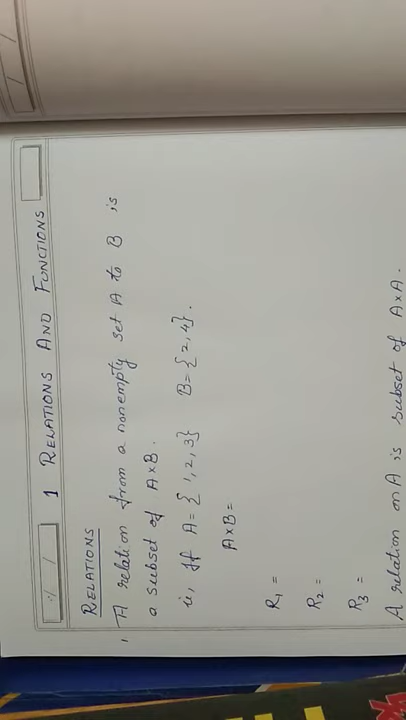 1 RELATIONS AND FUNCTIONS
RELATIONS
A relation from a nonempty set A to B is
a subset of A×B.
ie, If A = { 1, 2, 3} B = {2, 4}.
A×B =
R₁ =
R₂ =
R₃ =
A relation on A is subset of A×A.